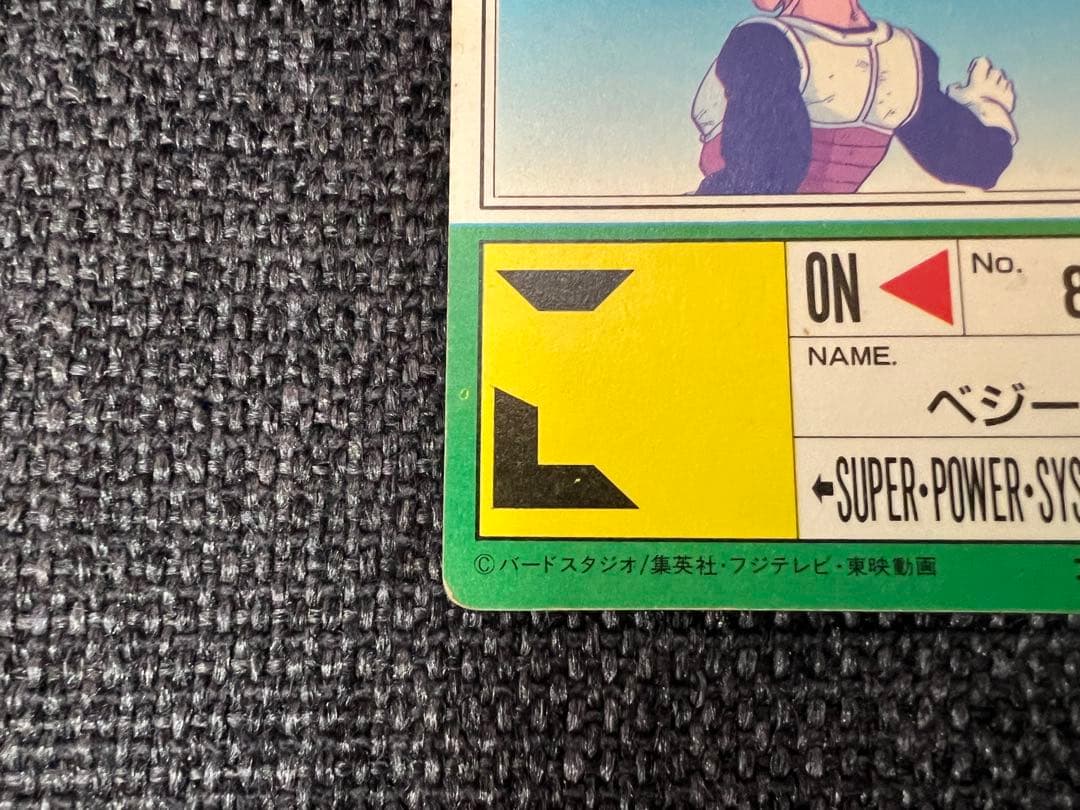 ON
No. 8
NAME.
ベジー
←SUPER・POWER・SYS
©バードスタジオ/集英社・フジテレビ・東映動画